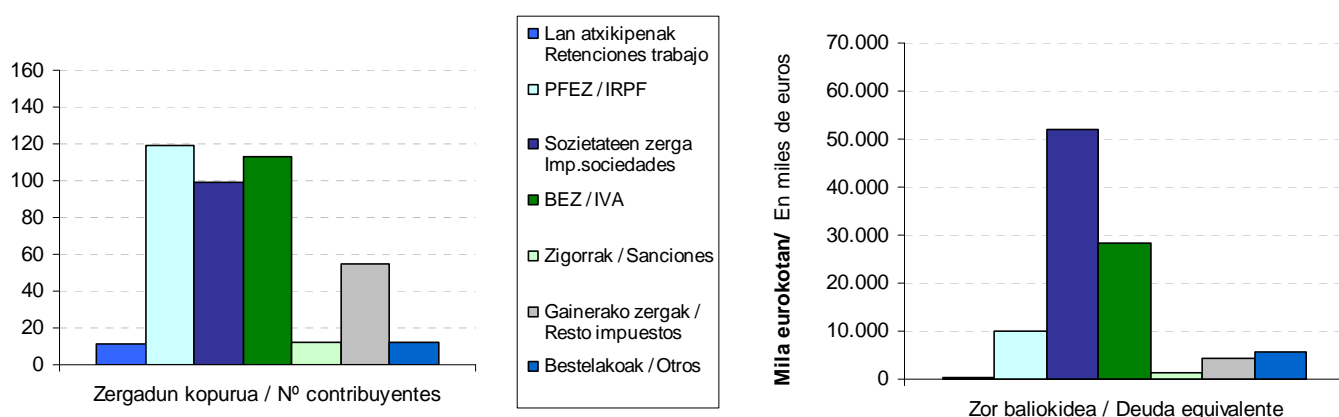 160
140
120
100
80
60
40
20
0
Zergadun kopurua / Nº contribuyentes
Lan atxikipenak
Retenciones trabajo
PFEZ / IRPF
Sozietateen zerga
Imp.sociedades
BEZ / IVA
Zigorrak / Sanciones
Gainerako zergak /
Resto impuestos
Bestelakoak / Otros
Mila eurokotan/ En miles de euros
70.000
60.000
50.000
40.000
30.000
20.000
10.000
0
Zor baliokidea / Deuda equivalente